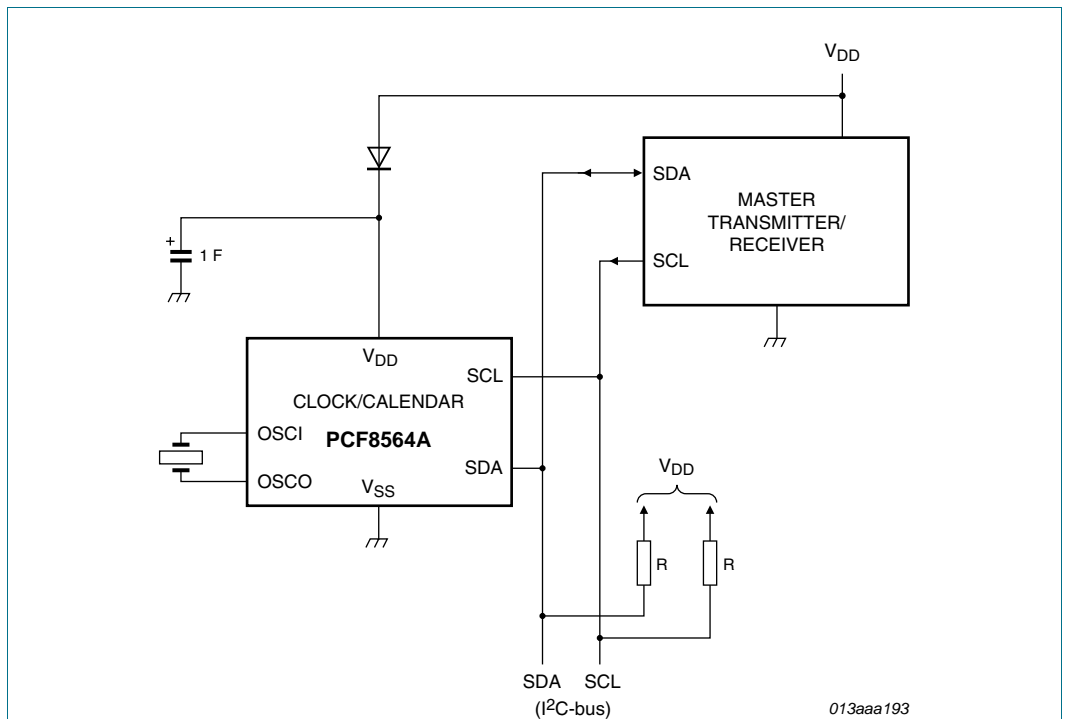 VDD
SDA
MASTER
TRANSMITTER/
RECEIVER
SCL
+
1 F
VDD
SCL
CLOCK/CALENDAR
PCF8564A
OSCI
SDA
OSCO
VSS
VDD
R
R
SDA
SCL
(I²C-bus)
013aaa193